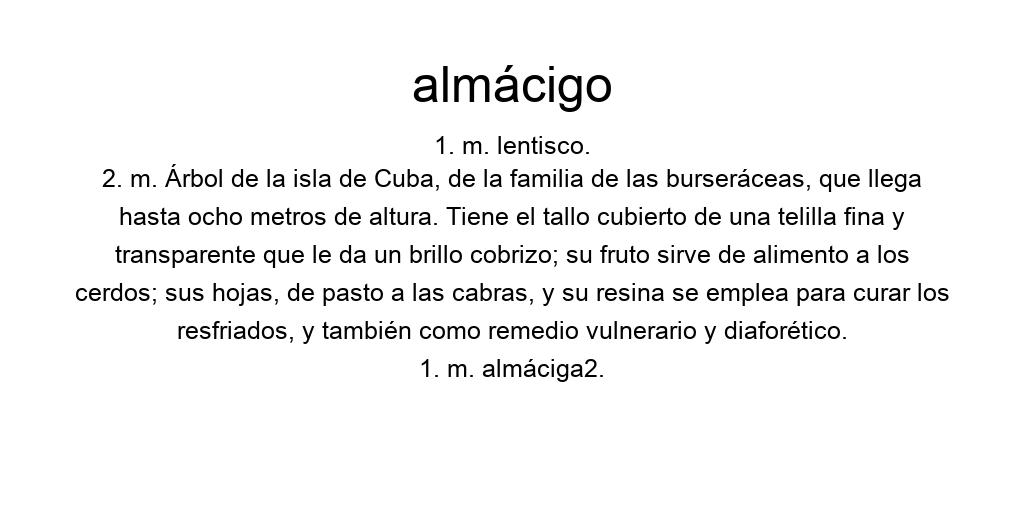 almácigo
1. m. lentisco.
2. m. Árbol de la isla de Cuba, de la familia de las burseráceas, que llega
hasta ocho metros de altura. Tiene el tallo cubierto de una telilla fina y
transparente que le da un brillo cobrizo; su fruto sirve de alimento a los
cerdos; sus hojas, de pasto a las cabras, y su resina se emplea para curar los
resfriados, y también como remedio vulnerario y diaforético.
1. m. almáciga2.